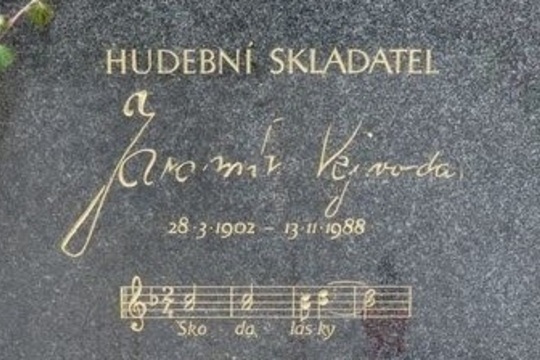 HUDEBNÍ SKLADATEL
Jaromír Vejvoda
28·3·1902 – 13·11·1988
Ško da, lás ky